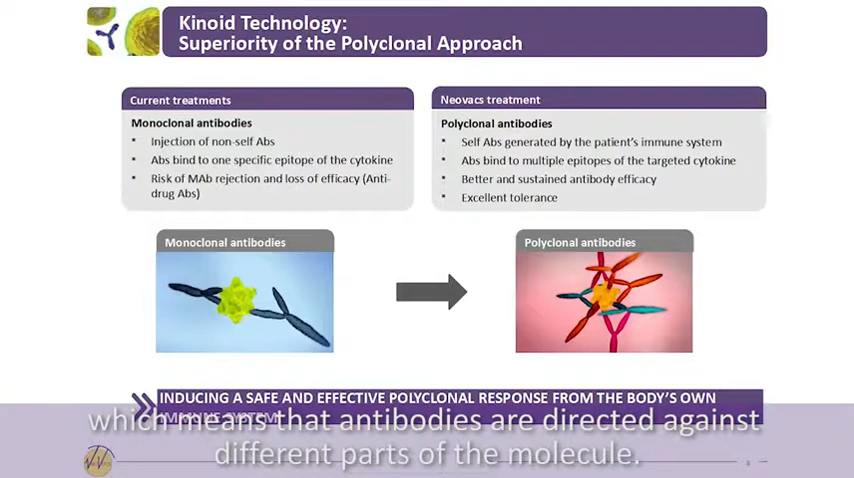 Kinoid Technology:
Superiority of the Polyclonal Approach
Current treatments
Monoclonal antibodies
▪ Injection of non-self Abs
▪ Abs bind to one specific epitope of the cytokine
▪ Risk of MAb rejection and loss of efficacy (Anti-
drug Abs)
Neovacs treatment
Polyclonal antibodies
▪ Self Abs generated by the patient's immune system
▪ Abs bind to multiple epitopes of the targeted cytokine
▪ Better and sustained antibody efficacy
▪ Excellent tolerance
Monoclonal antibodies
Polyclonal antibodies
INDUCING A SAFE AND EFFECTIVE POLYCLONAL RESPONSE FROM THE BODY'S OWN
IMMUNE SYSTEM
which means that antibodies are directed against
different parts of the molecule.